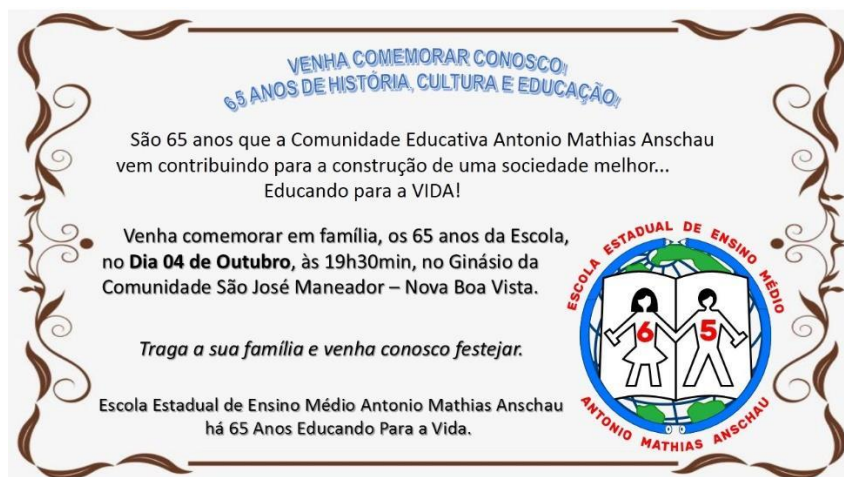 VENHA COMEMORAR CONOSCO!
65 ANOS DE HISTÓRIA, CULTURA E EDUCAÇÃO!
São 65 anos que a Comunidade Educativa Antonio Mathias Anschau
vem contribuindo para a construção de uma sociedade melhor...
Educando para a VIDA!
Venha comemorar em família, os 65 anos da Escola,
no Dia 04 de Outubro, às 19h30min, no Ginásio da
Comunidade São José Maneador – Nova Boa Vista.
Traga a sua família e venha conosco festejar.
Escola Estadual de Ensino Médio Antonio Mathias Anschau
há 65 Anos Educando Para a Vida.
ESCOLA ESTADUAL DE ENSINO MÉDIO
6 5
ANTONIO MATHIAS ANSCHAU